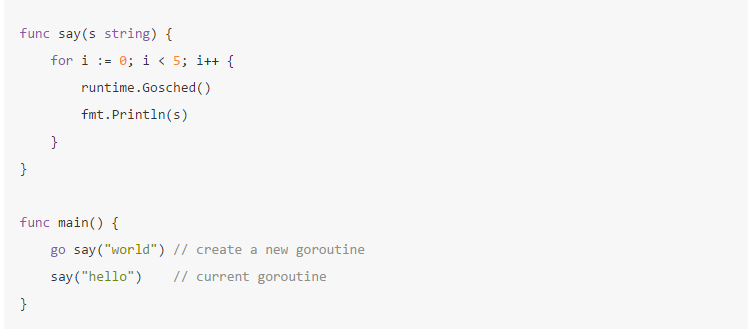 func say(s string) {
    for i := 0; i < 5; i++ {
        runtime.Gosched()
        fmt.Println(s)
    }
}

func main() {
    go say("world") // create a new goroutine
    say("hello")    // current goroutine
}